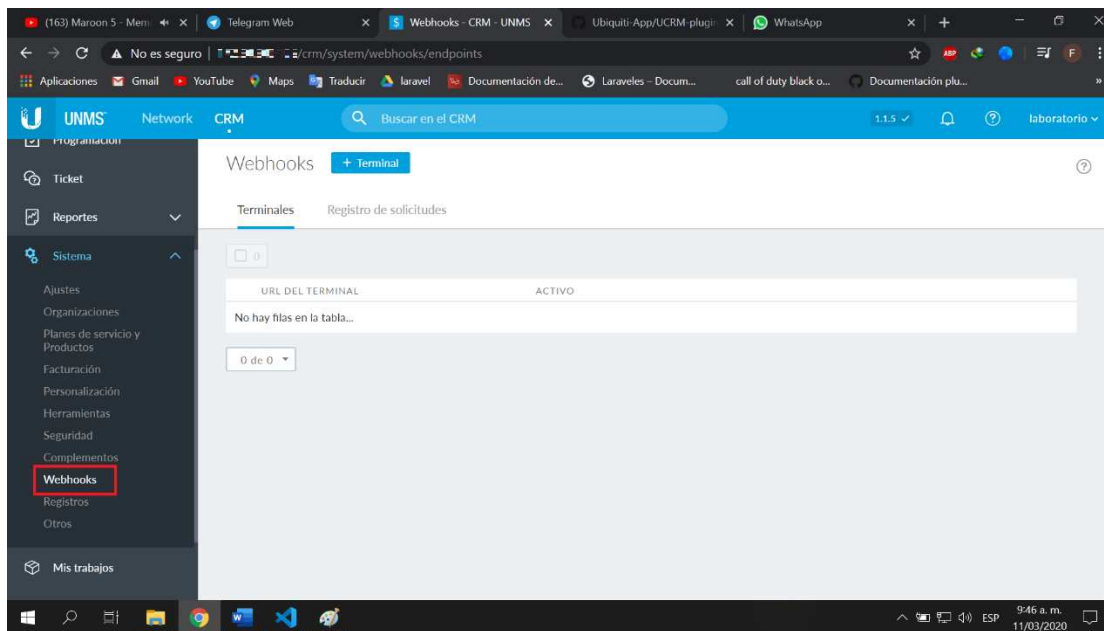 (163) Maroon 5 - Mem
Telegram Web
Webhooks - CRM - UNMS
Ubiquiti-App/UCRM-plugin
WhatsApp
No es seguro
/crm/system/webhooks/endpoints
ABP
F
Aplicaciones
Gmail
YouTube
Maps
Traducir
laravel
Documentación de...
Laraveles – Docum...
call of duty black o...
Documentación plu...
»
U UNMS
Network
CRM
Buscar en el CRM
1.1.5
laboratorio
Programación
Ticket
Reportes
Sistema
Ajustes
Organizaciones
Planes de servicio y
Productos
Facturación
Personalización
Herramientas
Seguridad
Complementos
Webhooks
Registros
Otros
Mis trabajos
Webhooks
+ Terminal
Terminales
Registro de solicitudes
0
URL DEL TERMINAL
ACTIVO
No hay filas en la tabla...
0 de 0
ESP
9:46 a. m.
11/03/2020